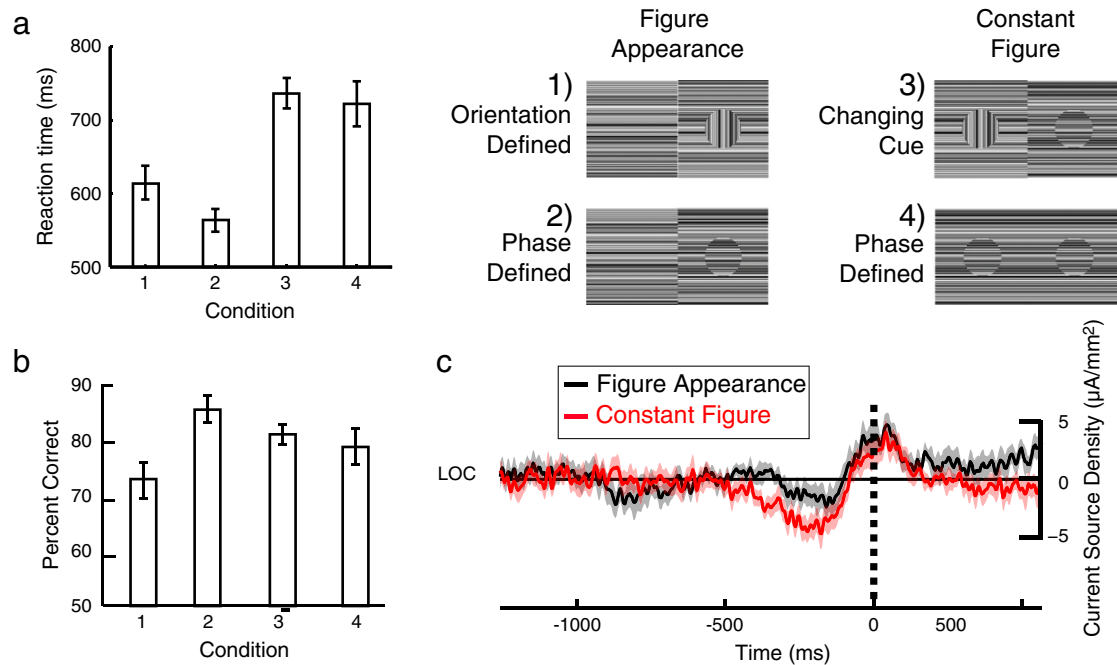 a
800
700
600
500
Reaction time (ms)
1 2 3 4
Condition
Figure
Appearance
Constant
Figure
1)
Orientation
Defined
3)
Changing
Cue
2)
Phase
Defined
4)
Phase
Defined
b
90
80
70
60
50
Percent Correct
1 2 3 4
Condition
c
Figure Appearance
Constant Figure
LOC
5
0
−5
Current Source Density (μA/mm²)
-1000 -500 0 500
Time (ms)